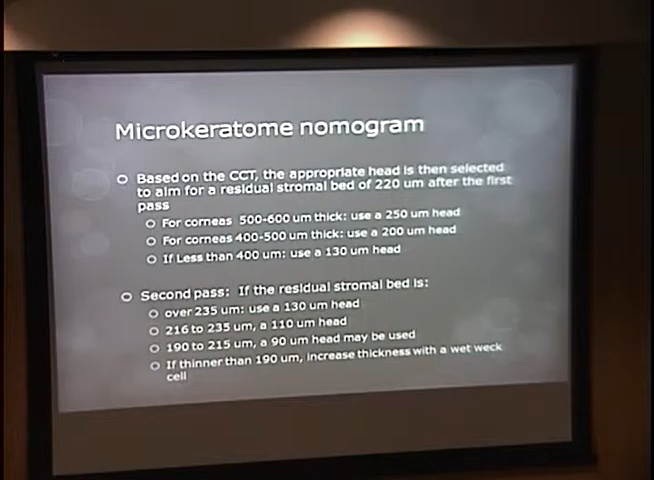 Microkeratome nomogram
Based on the CCT, the appropriate head is then selected
to aim for a residual stromal bed of 220 um after the first
pass
For corneas 500-600 um thick: use a 250 um head
For corneas 400-500 um thick: use a 200 um head
If Less than 400 um: use a 130 um head
Second pass: If the residual stromal bed is:
over 235 um: use a 130 um head
216 to 235 um, a 110 um head
190 to 215 um, a 90 um head may be used
If thinner than 190 um, increase thickness with a wet weck
cell